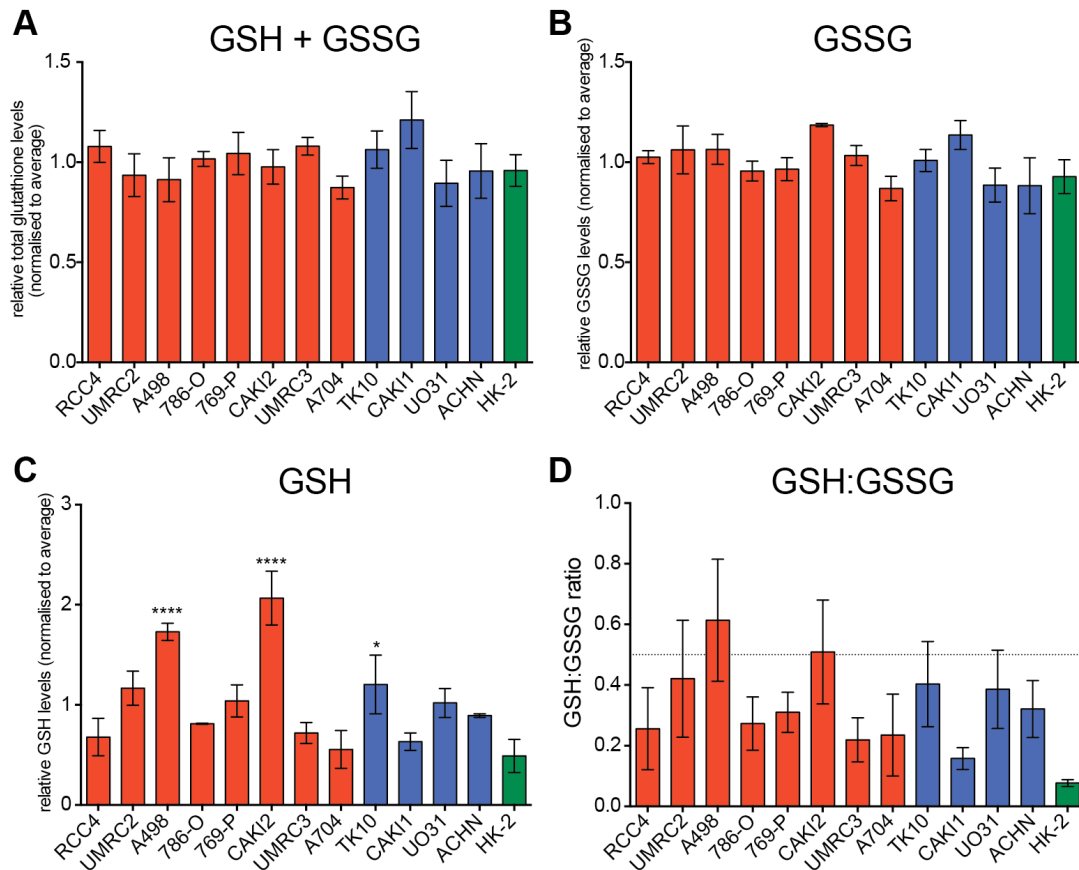 A
GSH + GSSG
relative total glutathione levels
(normalised to average)
1.5
1.0
0.5
0.0
RCC4
UMRC2
A498
786-O
769-P
CAKI2
UMRC3
A704
TK10
CAKI1
UO31
ACHN
HK-2
B
GSSG
relative GSSG levels (normalised to average)
1.5
1.0
0.5
0.0
RCC4
UMRC2
A498
786-O
769-P
CAKI2
UMRC3
A704
TK10
CAKI1
UO31
ACHN
HK-2
C
GSH
relative GSH levels (normalised to average)
3
2
1
0
****
****
*
RCC4
UMRC2
A498
786-O
769-P
CAKI2
UMRC3
A704
TK10
CAKI1
UO31
ACHN
HK-2
D
GSH:GSSG
GSH:GSSG ratio
1.0
0.8
0.6
0.4
0.2
0.0
RCC4
UMRC2
A498
786-O
769-P
CAKI2
UMRC3
A704
TK10
CAKI1
UO31
ACHN
HK-2